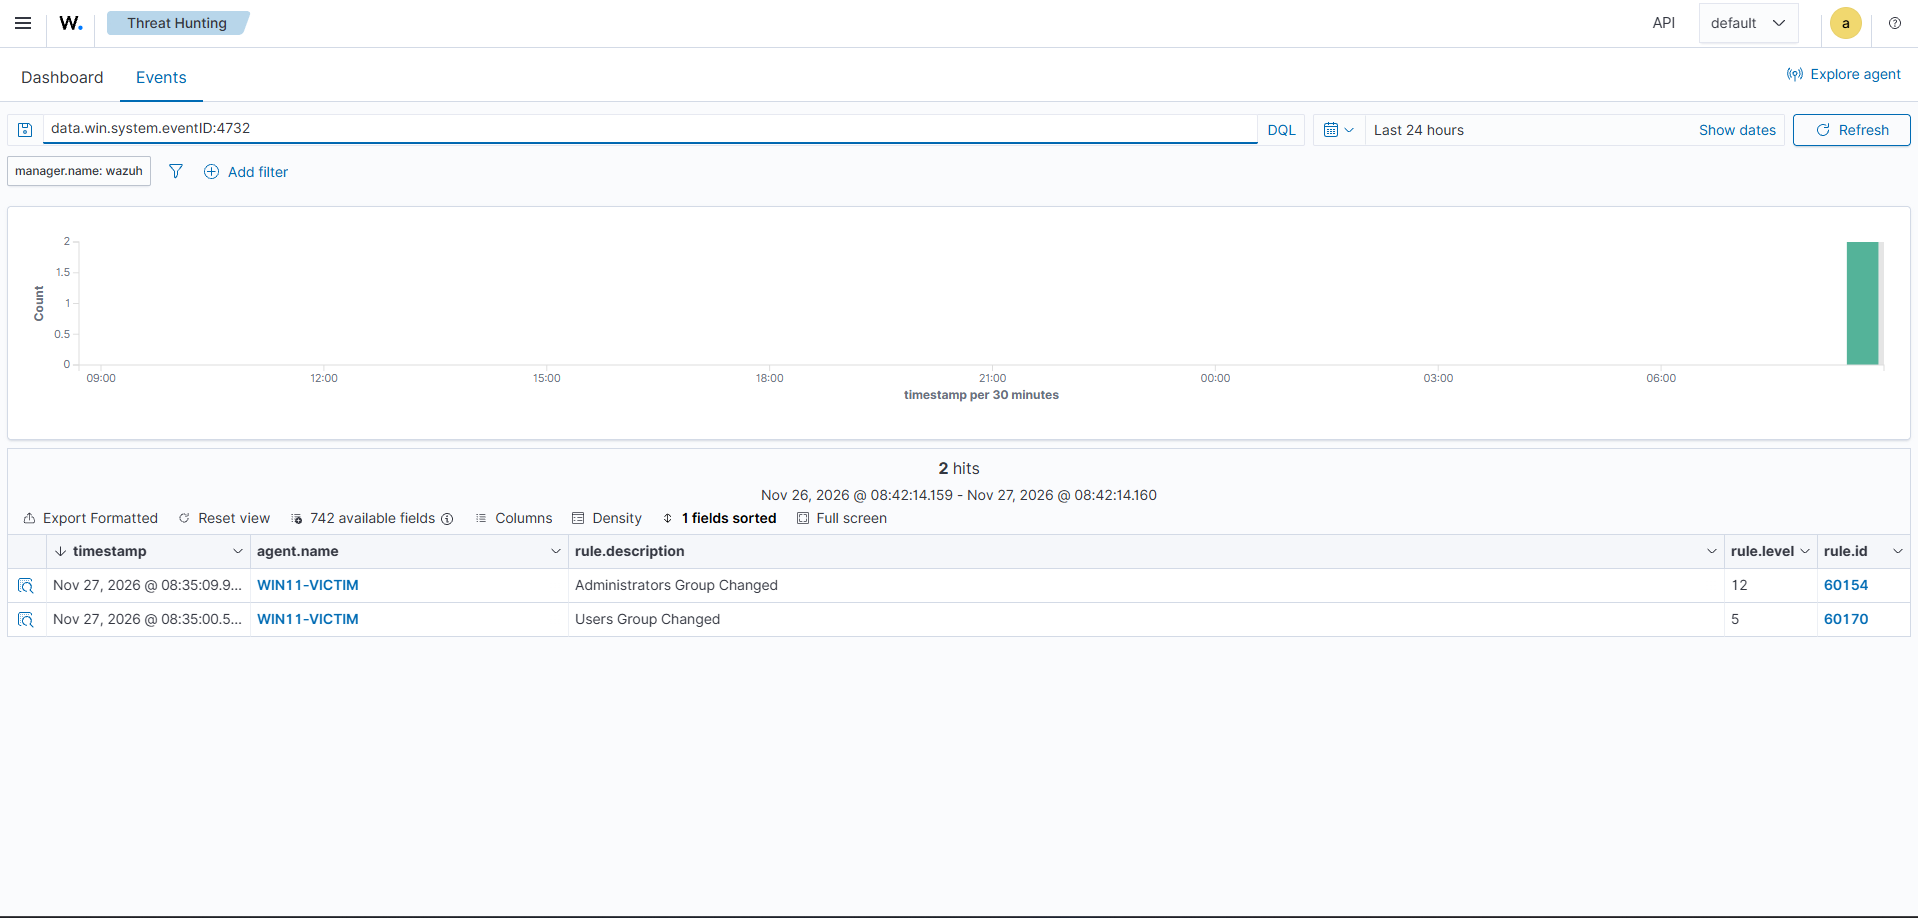 W. Threat Hunting API default a
Dashboard Events Explore agent
data.win.system.eventID:4732 DQL Last 24 hours Show dates Refresh
manager.name: wazuh Add filter
2
1.5
1
0.5
0
Count
09:00 12:00 15:00 18:00 21:00 00:00 03:00 06:00
timestamp per 30 minutes
2 hits
Nov 26, 2026 @ 08:42:14.159 - Nov 27, 2026 @ 08:42:14.160
Export Formatted Reset view 742 available fields Columns Density 1 fields sorted Full screen
timestamp agent.name rule.description rule.level rule.id
Nov 27, 2026 @ 08:35:09.9... WIN11-VICTIM Administrators Group Changed 12 60154
Nov 27, 2026 @ 08:35:00.5... WIN11-VICTIM Users Group Changed 5 60170